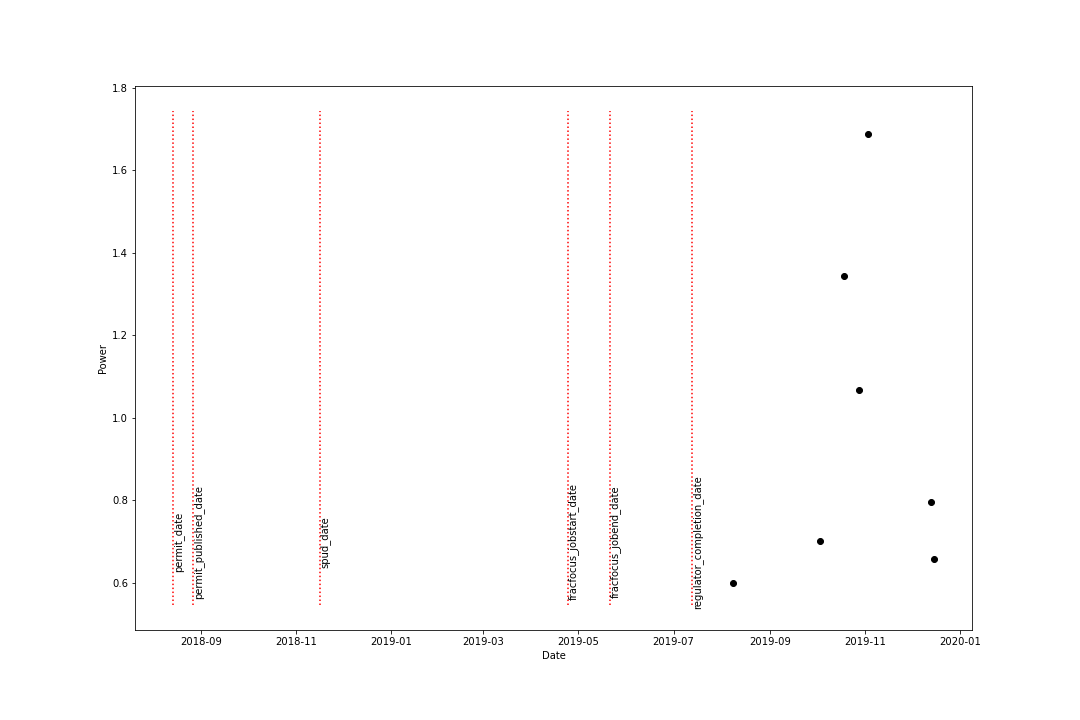 1.8
1.6
1.4
1.2
1.0
0.8
0.6
Power
permit_date
permit_published_date
spud_date
fracfocus_jobstart_date
fracfocus_jobend_date
regulator_completion_date
2018-09
2018-11
2019-01
2019-03
2019-05
2019-07
2019-09
2019-11
2020-01
Date